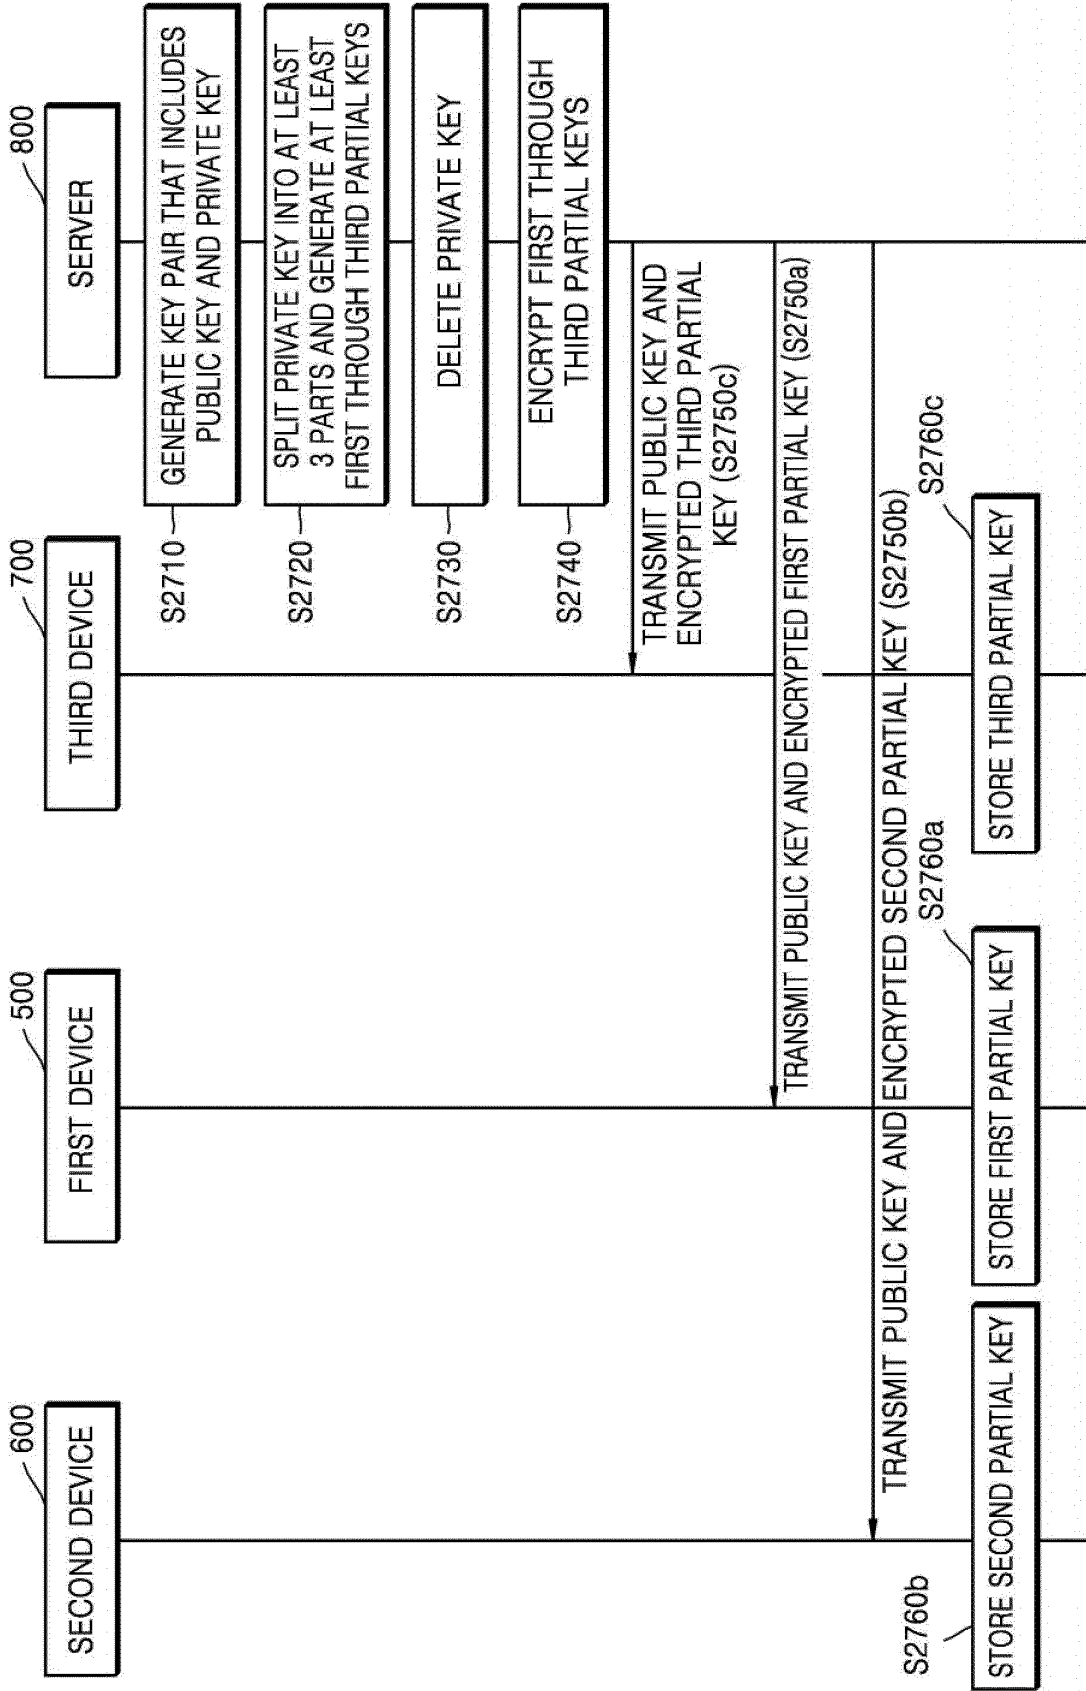 600
500
700
800
SECOND DEVICE
FIRST DEVICE
THIRD DEVICE
SERVER
S2710
GENERATE KEY PAIR THAT INCLUDES
PUBLIC KEY AND PRIVATE KEY
S2720
SPLIT PRIVATE KEY INTO AT LEAST
3 PARTS AND GENERATE AT LEAST
FIRST THROUGH THIRD PARTIAL KEYS
S2730
DELETE PRIVATE KEY
S2740
ENCRYPT FIRST THROUGH
THIRD PARTIAL KEYS
TRANSMIT PUBLIC KEY AND
ENCRYPTED THIRD PARTIAL
KEY (S2750c)
TRANSMIT PUBLIC KEY AND ENCRYPTED FIRST PARTIAL KEY (S2750a)
TRANSMIT PUBLIC KEY AND ENCRYPTED SECOND PARTIAL KEY (S2750b)
S2760b
S2760a
S2760c
STORE SECOND PARTIAL KEY
STORE FIRST PARTIAL KEY
STORE THIRD PARTIAL KEY